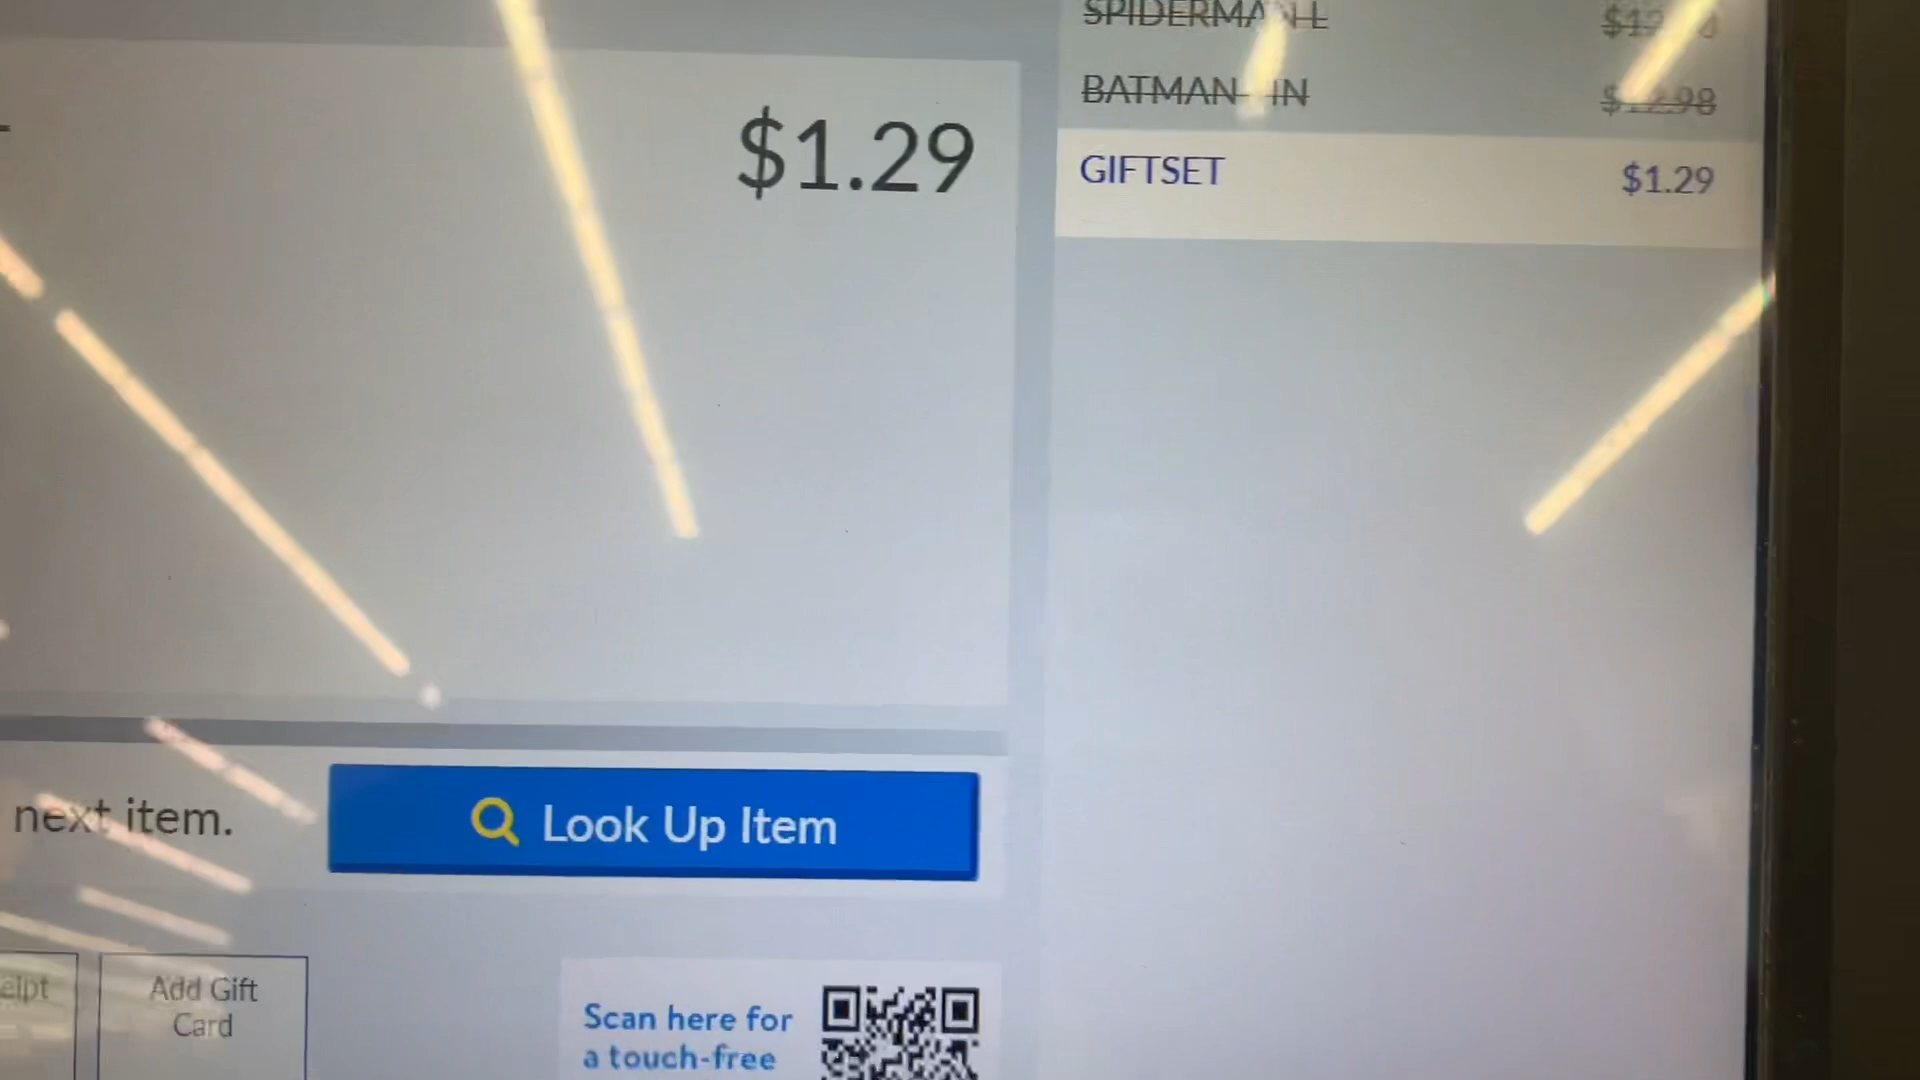 SPIDERMAN L
BATMAN IN
$1.29
GIFTSET
$1.29
next item.
Look Up Item
Add Gift
Card
Scan here for
a touch-free